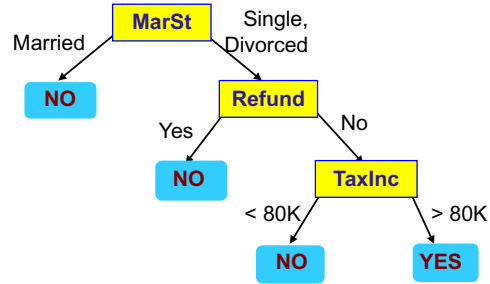 MarSt
Married
Single,
Divorced
NO
Refund
Yes
No
NO
TaxInc
< 80K
> 80K
NO
YES